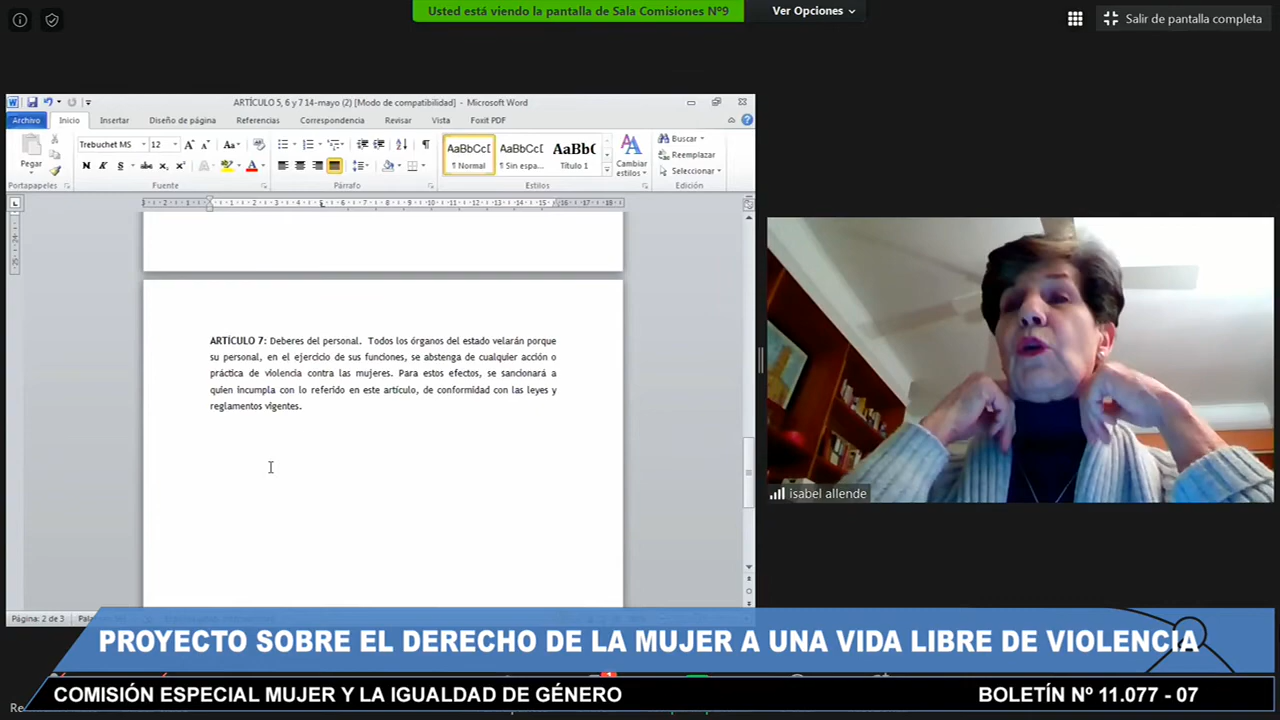 Usted está viendo la pantalla de Sala Comisiones Nº9
Ver Opciones
Salir de pantalla completa
ARTÍCULO 5, 6 y 7 14-mayo (2) [Modo de compatibilidad] - Microsoft Word
Archivo Inicio Insertar Diseño de página Referencias Correspondencia Revisar Vista Foxit PDF
Pegar
Trebuchet MS 12
N K S abc
AaBbCcD AaBbCcD AaBbC
Normal Sin espa... Título 1
Cambiar estilos
Buscar
Reemplazar
Seleccionar
Portapapeles Fuente Párrafo Estilos Edición
ARTÍCULO 7: Deberes del personal. Todos los órganos del estado velarán porque
su personal, en el ejercicio de sus funciones, se abstenga de cualquier acción o
práctica de violencia contra las mujeres. Para estos efectos, se sancionará a
quien incumpla con lo referido en este artículo, de conformidad con las leyes y
reglamentos vigentes.
isabel allende
Página: 2 de 3
PROYECTO SOBRE EL DERECHO DE LA MUJER A UNA VIDA LIBRE DE VIOLENCIA
COMISIÓN ESPECIAL MUJER Y LA IGUALDAD DE GÉNERO
BOLETÍN Nº 11.077 - 07